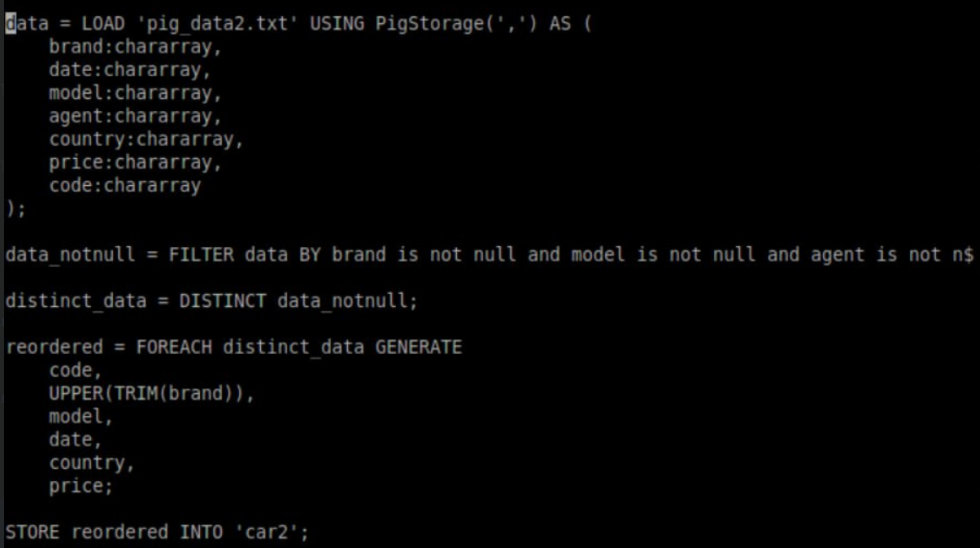 data = LOAD 'pig_data2.txt' USING PigStorage(',') AS (
    brand:chararray,
    date:chararray,
    model:chararray,
    agent:chararray,
    country:chararray,
    price:chararray,
    code:chararray
);
data_notnull = FILTER data BY brand is not null and model is not null and agent is not n$
distinct_data = DISTINCT data_notnull;
reordered = FOREACH distinct_data GENERATE
    code,
    UPPER(TRIM(brand)),
    model,
    date,
    country,
    price;
STORE reordered INTO 'car2';